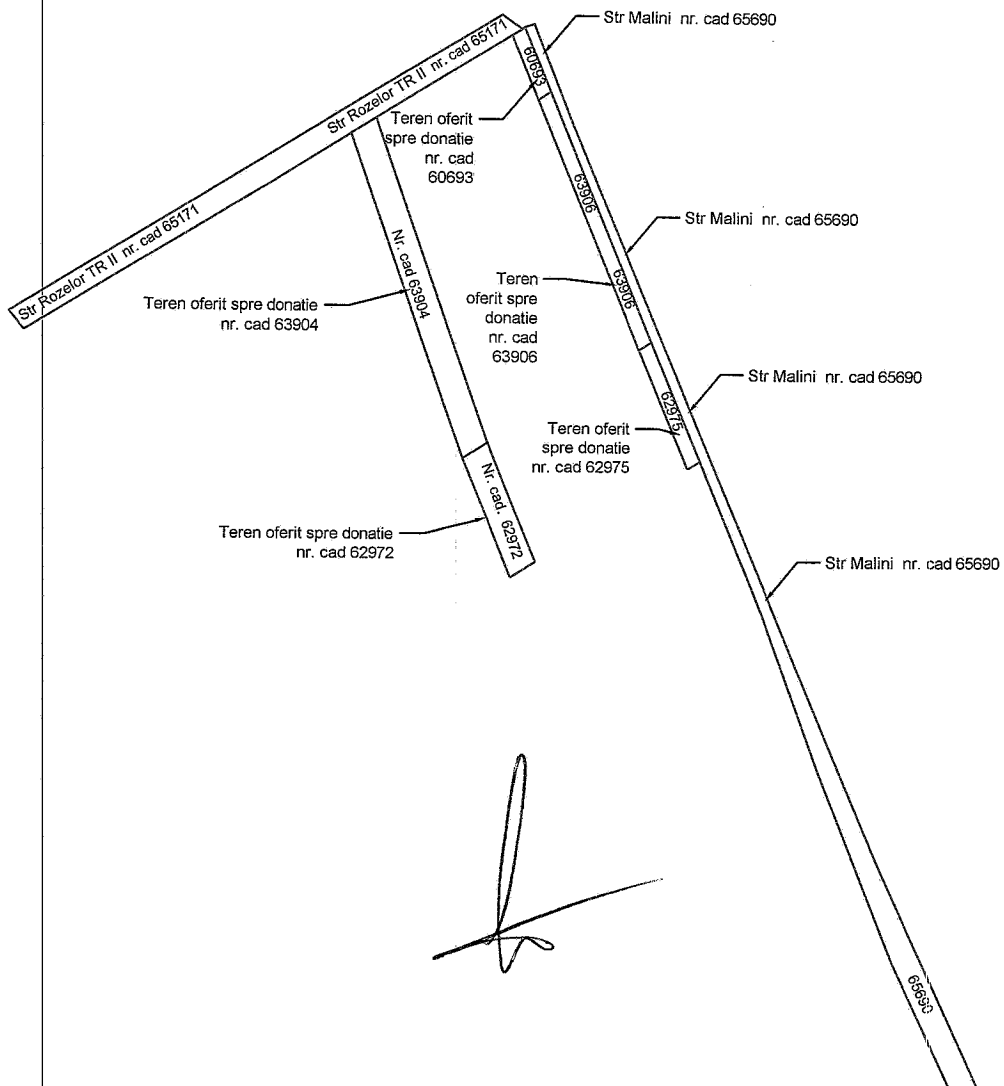 Str Malini nr. cad 65690
Str Rozelor TR II nr. cad 65171
60693
Teren oferit
spre donatie
nr. cad
60693
63906
Str Malini nr. cad 65690
Str Rozelor TR II nr. cad 65171
Nr. cad 63904
Teren oferit spre donatie
nr. cad 63904
Teren
oferit spre
donatie
nr. cad
63906
63906
Str Malini nr. cad 65690
62975
Teren oferit
spre donatie
nr. cad 62975
Nr. cad. 62972
Teren oferit spre donatie
nr. cad 62972
Str Malini nr. cad 65690
65690